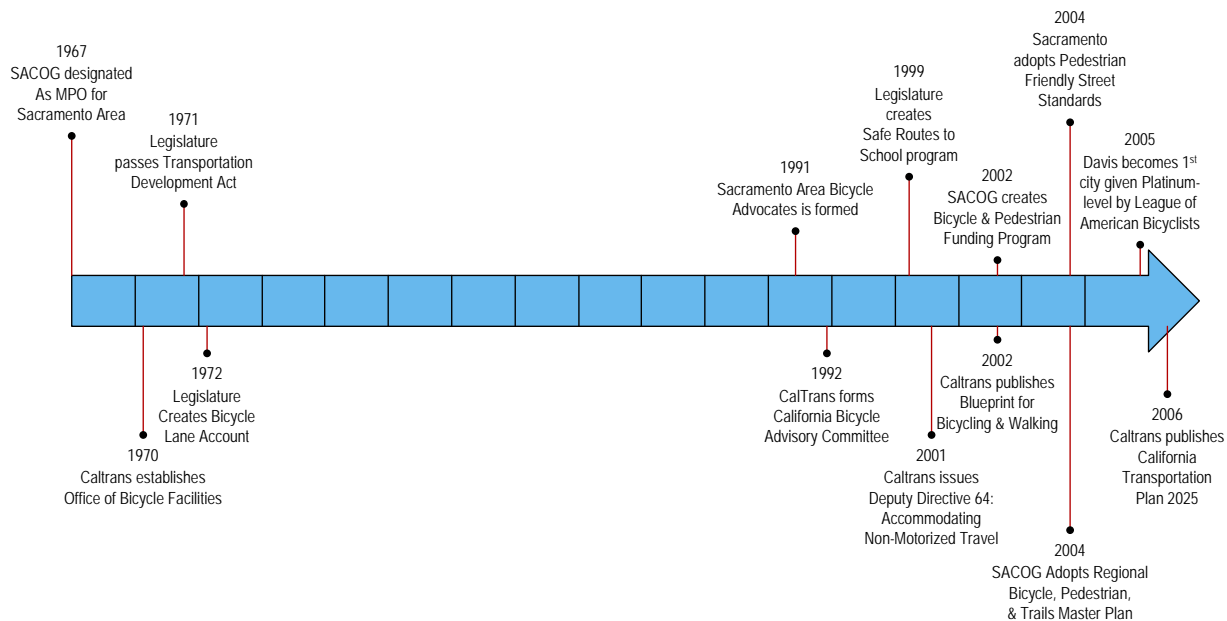 1967
SACOG designated
As MPO for
Sacramento Area
1971
Legislature
passes Transportation
Development Act
1991
Sacramento Area Bicycle
Advocates is formed
1999
Legislature
creates
Safe Routes to
School program
2002
SACOG creates
Bicycle & Pedestrian
Funding Program
2004
Sacramento
adopts Pedestrian
Friendly Street
Standards
2005
Davis becomes 1st
city given Platinum-
level by League of
American Bicyclists
1970
Caltrans establishes
Office of Bicycle Facilities
1972
Legislature
Creates Bicycle
Lane Account
1992
CalTrans forms
California Bicycle
Advisory Committee
2001
Caltrans issues
Deputy Directive 64:
Accommodating
Non-Motorized Travel
2002
Caltrans publishes
Blueprint for
Bicycling & Walking
2004
SACOG Adopts Regional
Bicycle, Pedestrian,
& Trails Master Plan
2006
Caltrans publishes
California
Transportation
Plan 2025